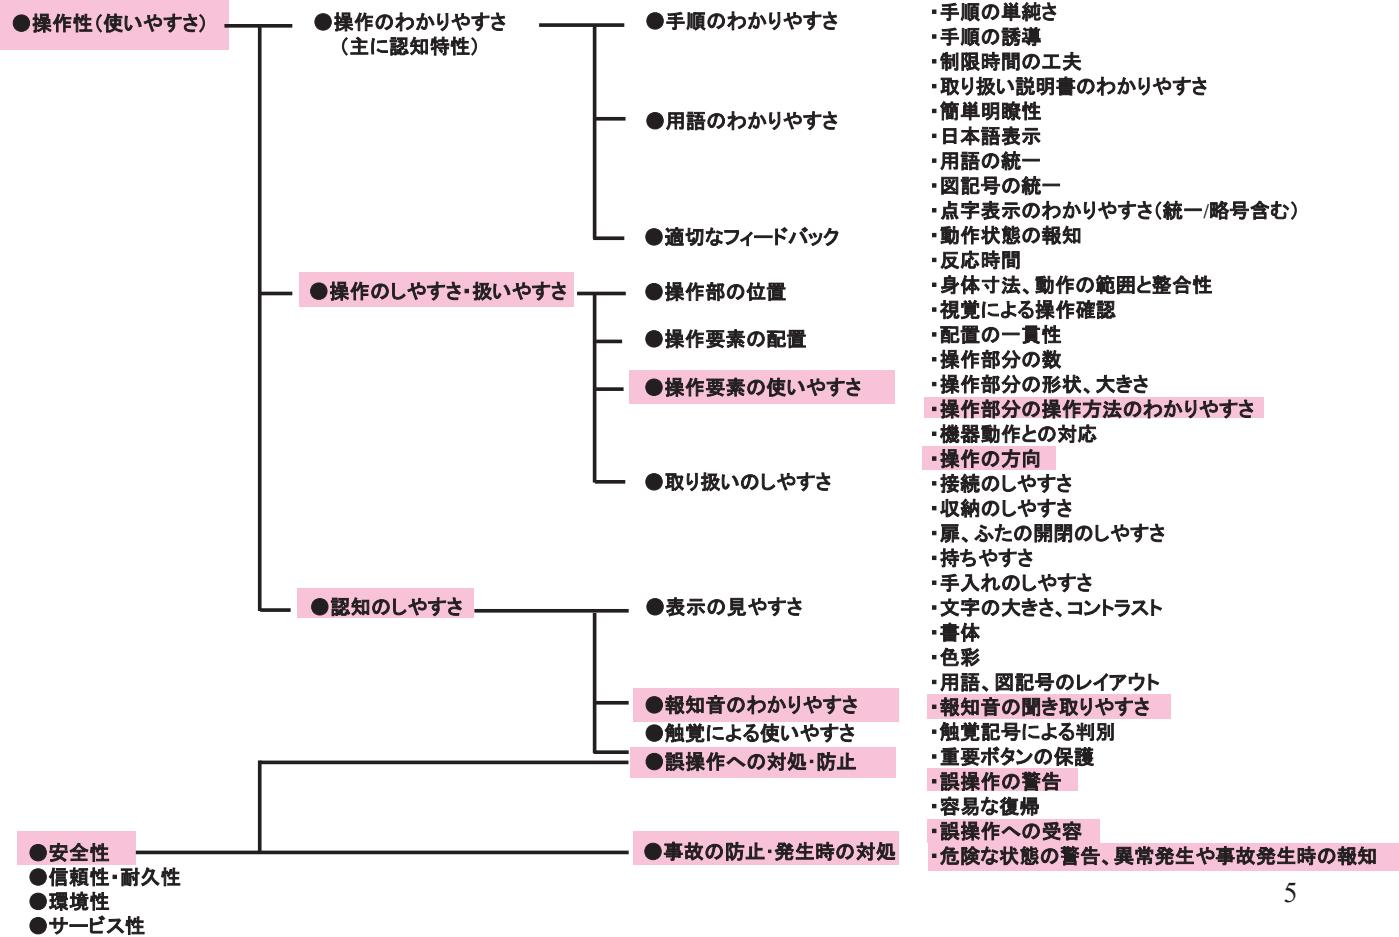 ●操作性(使いやすさ)
●操作のわかりやすさ
(主に認知特性)
●手順のわかりやすさ
●用語のわかりやすさ
●適切なフィードバック
●操作のしやすさ・扱いやすさ
●操作部の位置
●操作要素の配置
●操作要素の使いやすさ
●取り扱いのしやすさ
●認知のしやすさ
●表示の見やすさ
●報知音のわかりやすさ
●触覚による使いやすさ
●誤操作への対処・防止
●安全性
●事故の防止・発生時の対処
●信頼性・耐久性
●環境性
●サービス性
・手順の単純さ
・手順の誘導
・制限時間の工夫
・取り扱い説明書のわかりやすさ
・簡単明瞭性
・日本語表示
・用語の統一
・図記号の統一
・点字表示のわかりやすさ(統一/略号含む)
・動作状態の報知
・反応時間
・身体寸法、動作の範囲と整合性
・視覚による操作確認
・配置の一貫性
・操作部分の数
・操作部分の形状、大きさ
・操作部分の操作方法のわかりやすさ
・機器動作との対応
・操作の方向
・接続のしやすさ
・収納のしやすさ
・扉、ふたの開閉のしやすさ
・持ちやすさ
・手入れのしやすさ
・文字の大きさ、コントラスト
・書体
・色彩
・用語、図記号のレイアウト
・報知音の聞き取りやすさ
・触覚記号による判別
・重要ボタンの保護
・誤操作の警告
・容易な復帰
・誤操作への受容
・危険な状態の警告、異常発生や事故発生時の報知
5